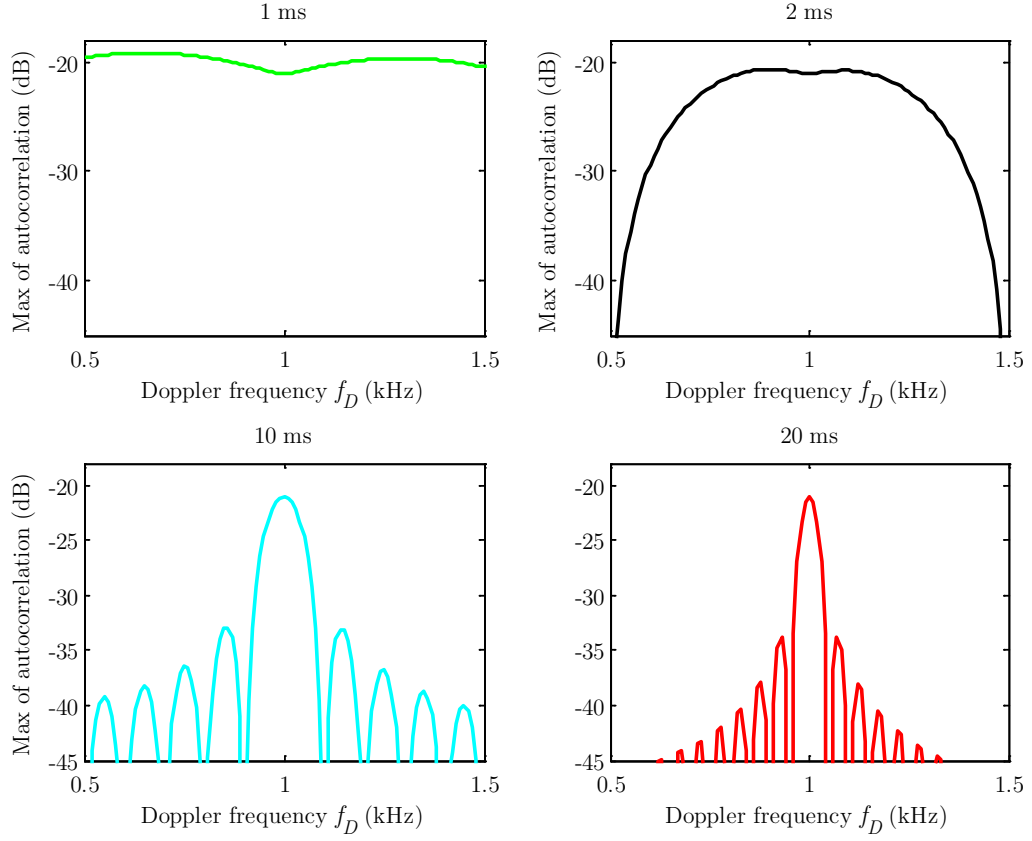 1 ms
Max of autocorrelation (dB)
-20
-30
-40
0.5 1 1.5
Doppler frequency f_D (kHz)
2 ms
Max of autocorrelation (dB)
-20
-30
-40
0.5 1 1.5
Doppler frequency f_D (kHz)
10 ms
Max of autocorrelation (dB)
-20
-25
-30
-35
-40
-45
0.5 1 1.5
Doppler frequency f_D (kHz)
20 ms
Max of autocorrelation (dB)
-20
-25
-30
-35
-40
-45
0.5 1 1.5
Doppler frequency f_D (kHz)